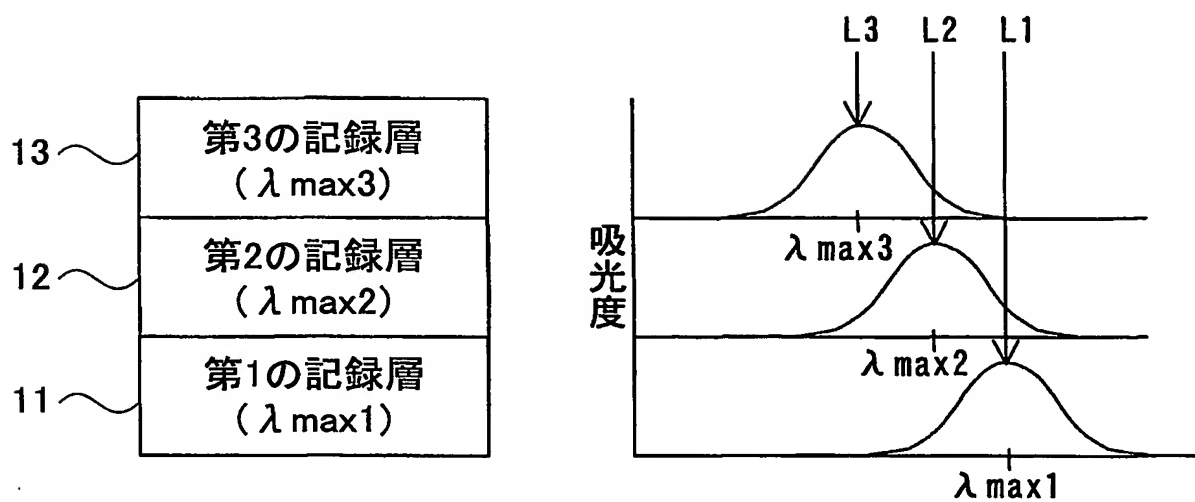 13
第3の記録層
(λmax3)
12
第2の記録層
(λmax2)
11
第1の記録層
(λmax1)
L3 L2 L1
吸光度
λmax3
λmax2
λmax1